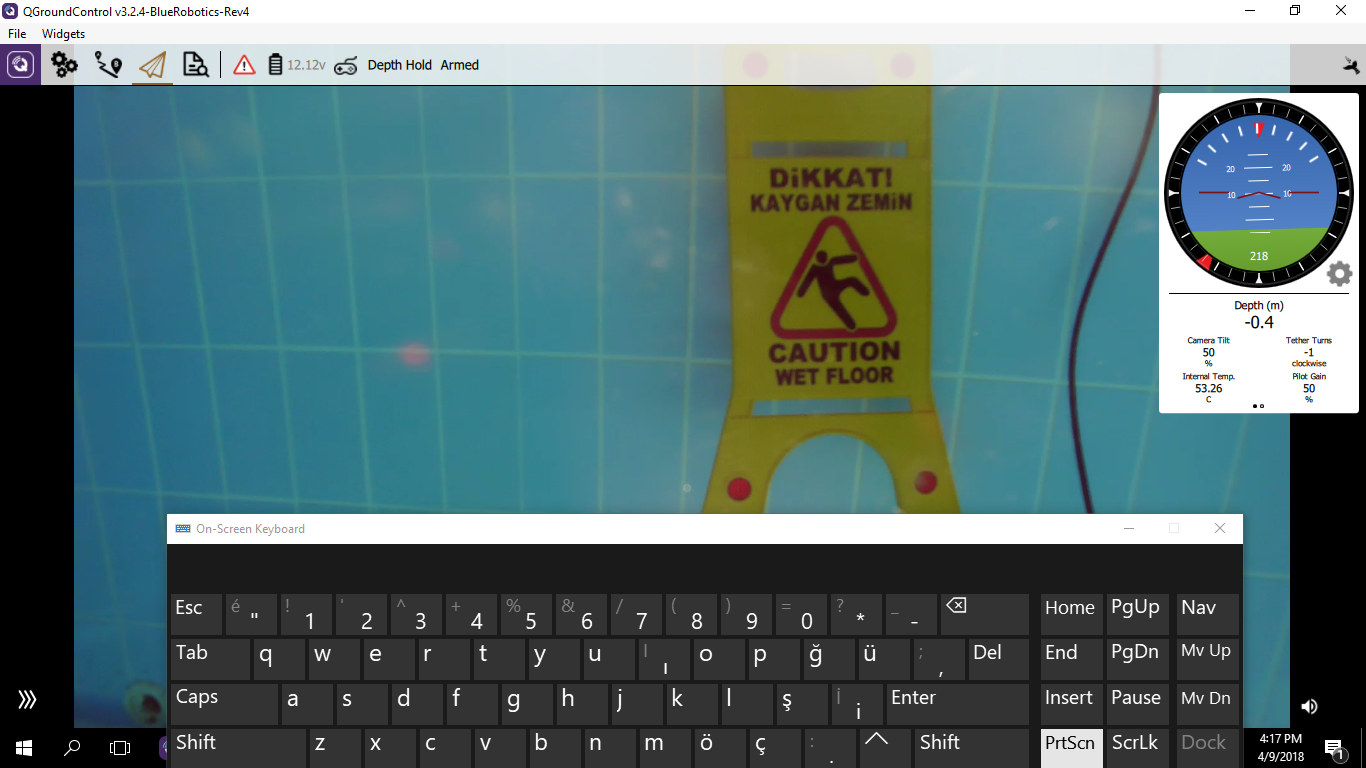 QGroundControl v3.2.4-BlueRobotics-Rev4
File Widgets
12.12v Depth Hold Armed
DİKKAT!
KAYGAN ZEMİN
CAUTION
WET FLOOR
20 20
10 10
218
Depth (m)
-0.4
Camera Tilt Tether Turns
50 -1
% clockwise
Internal Temp. Pilot Gain
53.26 50
C %
On-Screen Keyboard
Esc é " ! 1 ' 2 ^ 3 + 4 % 5 & 6 / 7 ( 8 ) 9 = 0 ? * _ - Home PgUp Nav
Tab q w e r t y u I ı o p ğ ü ; , Del End PgDn Mv Up
Caps a s d f g h j k l ş İ i Enter Insert Pause Mv Dn
Shift z x c v b n m ö ç : . Shift PrtScn ScrLk Dock
4:17 PM
4/9/2018
1